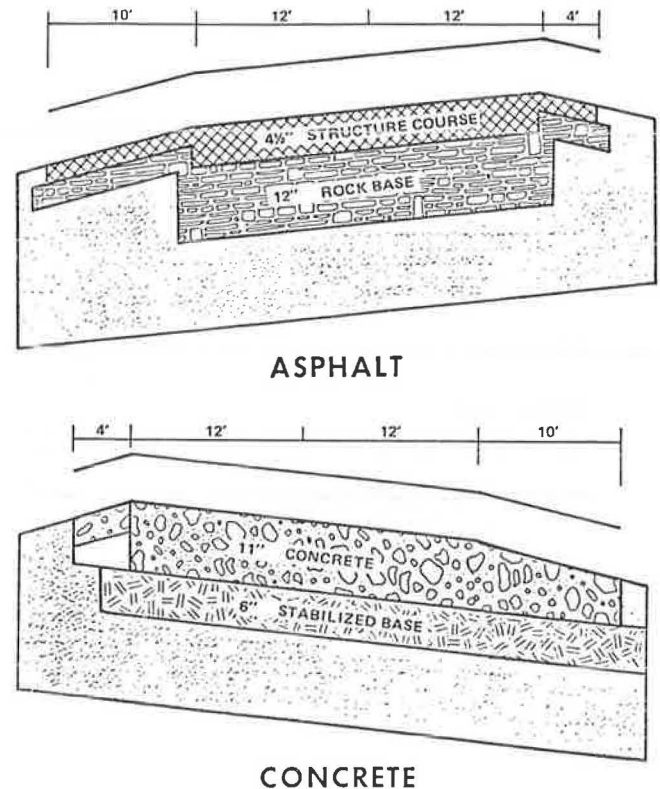 10' 12' 12' 4'
4½" STRUCTURE COURSE
12" ROCK BASE
ASPHALT
4' 12' 12' 10'
11" CONCRETE
6" STABILIZED BASE
CONCRETE